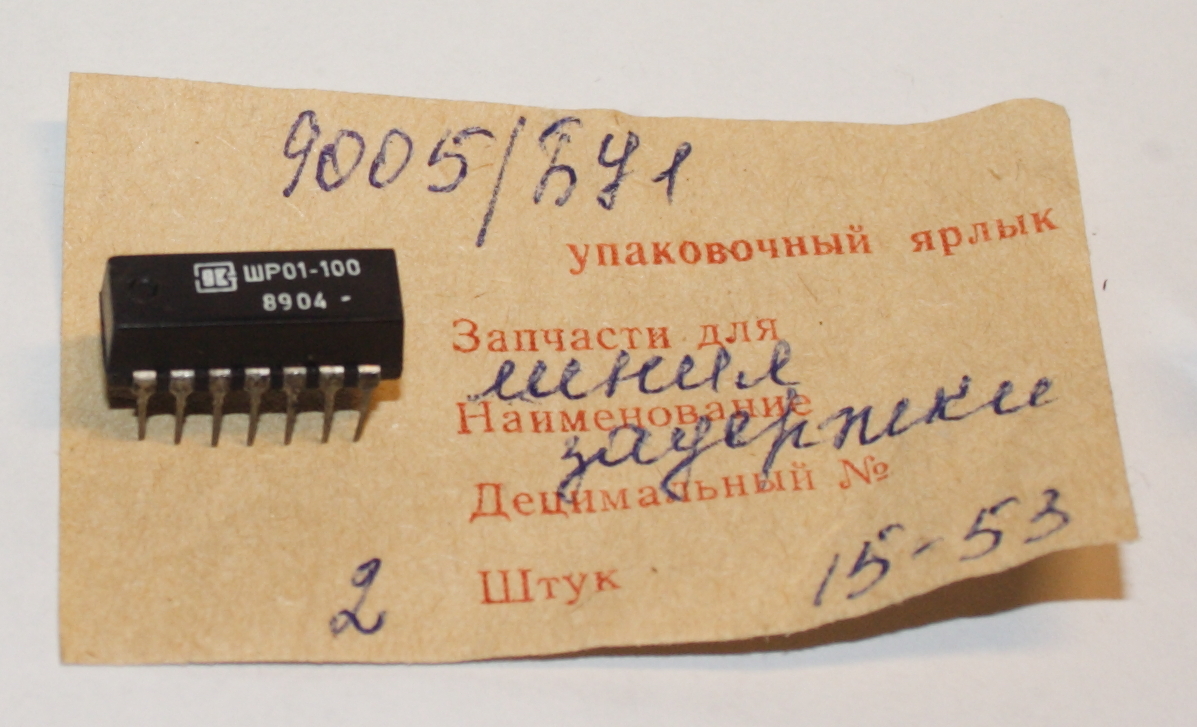 9005/БУ1
упаковочный ярлык
ШР01-100
8904 -
Запчасти для
линия
Наименование
задержки
Децимальный №
15-53
2 Штук